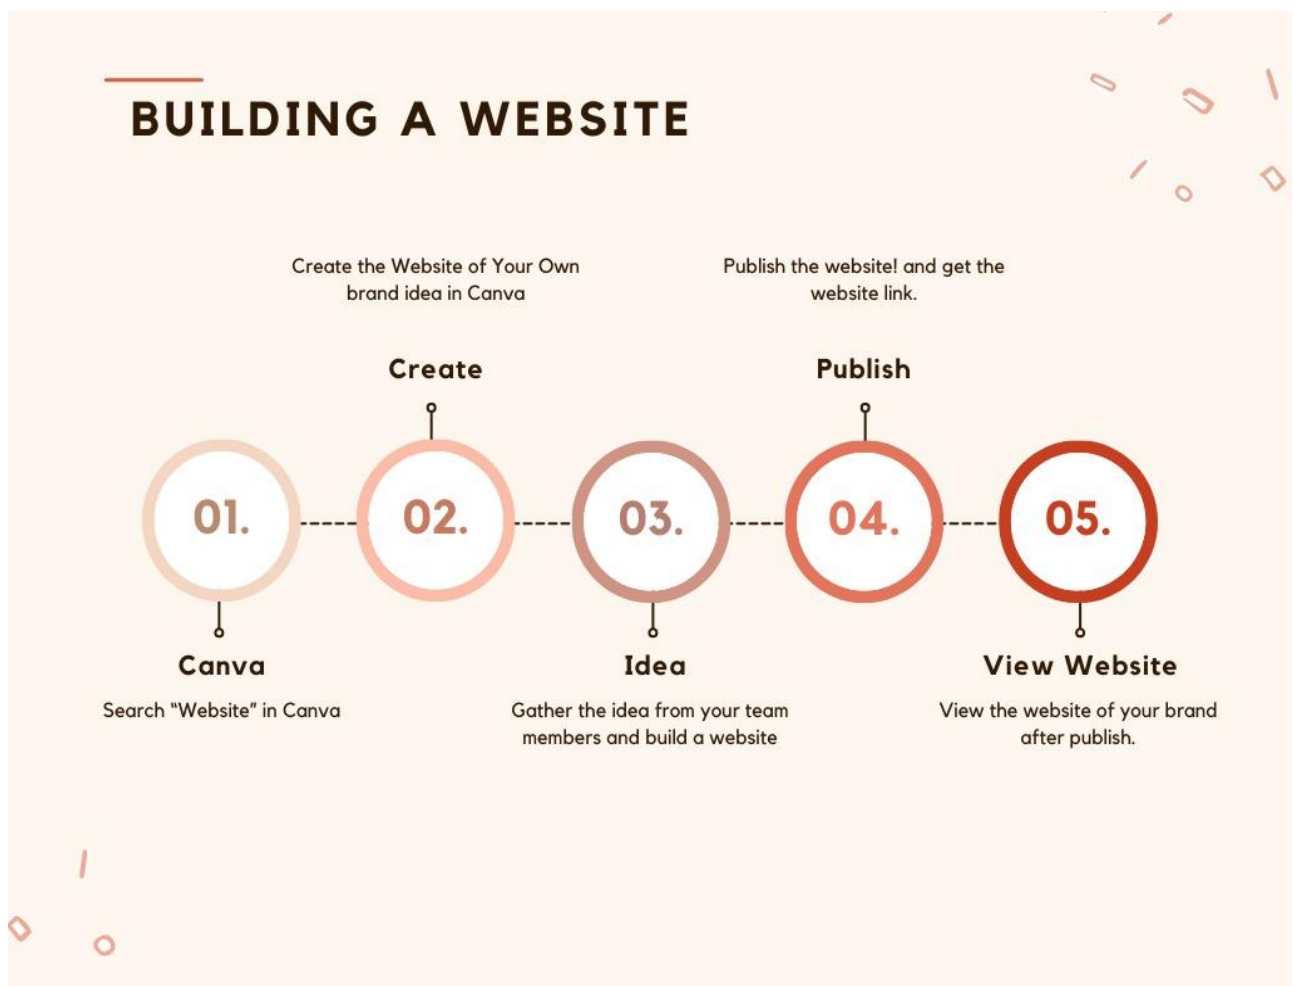 BUILDING A WEBSITE
Create the Website of Your Own
brand idea in Canva
Publish the website! and get the
website link.
Create
Publish
01.
02.
03.
04.
05.
Canva
Search “Website” in Canva
Idea
Gather the idea from your team
members and build a website
View Website
View the website of your brand
after publish.